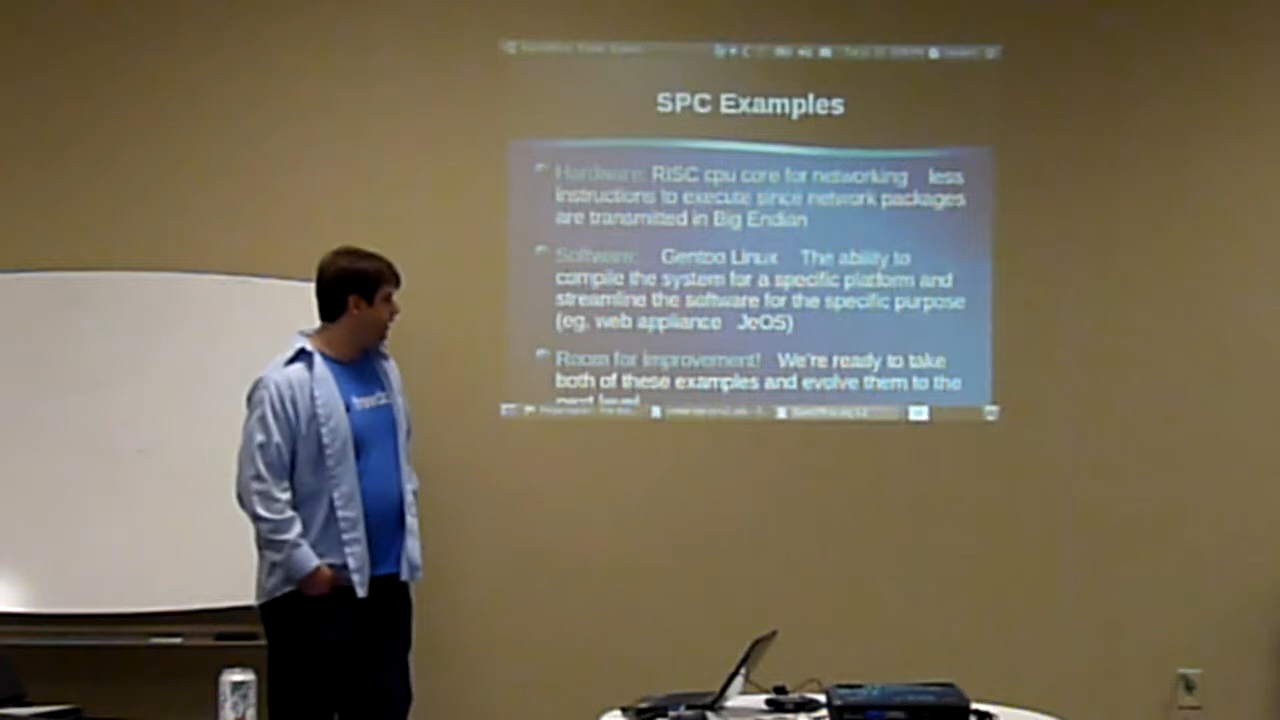 SPC Examples
Hardware: RISC cpu core for networking less
instructions to execute since network packages
are transmitted in Big Endian
Software: Gentoo Linux The ability to
compile the system for a specific platform and
streamline the software for the specific purpose
(eg. web appliance JeOS)
Room for improvement! We're ready to take
both of these examples and evolve them to the
next level